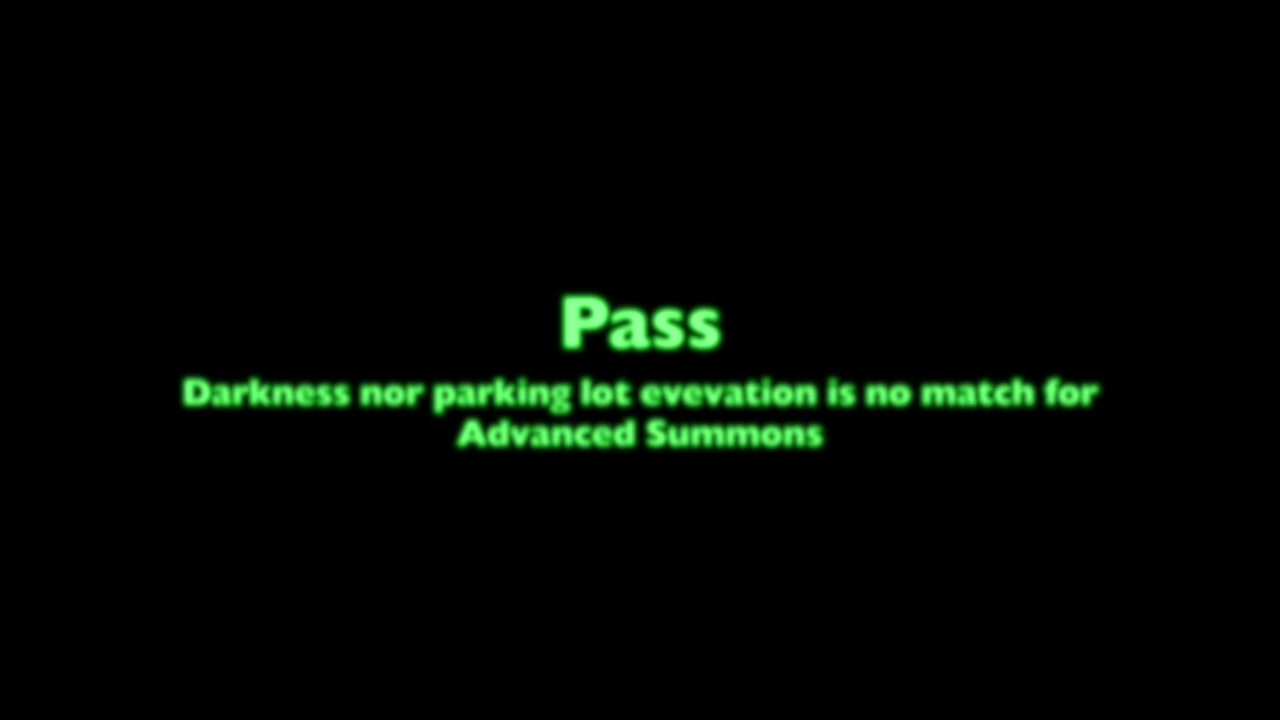 Pass
Darkness nor parking lot evevation is no match for
Advanced Summons